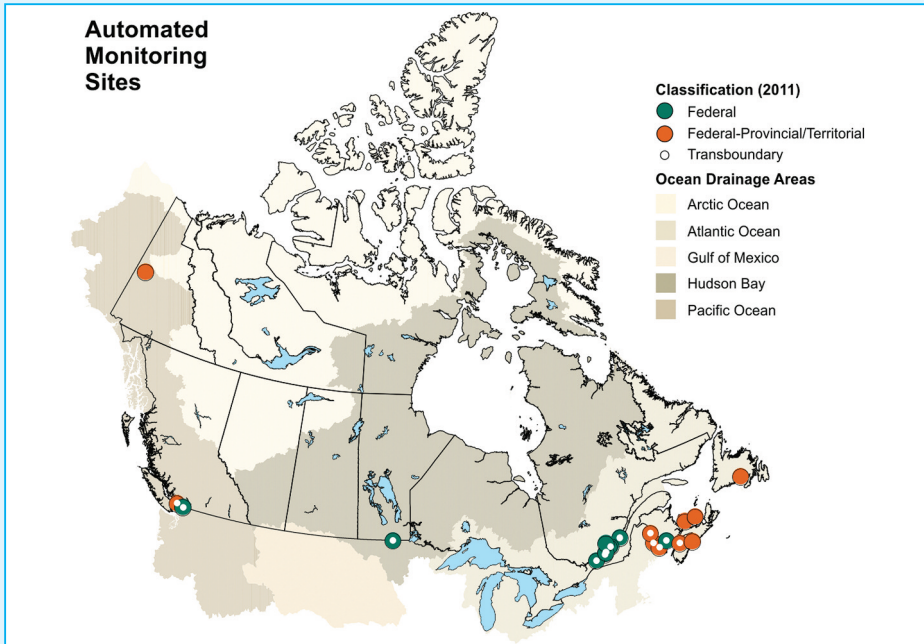 Automated
Monitoring
Sites
Classification (2011)
Federal
Federal-Provincial/Territorial
Transboundary
Ocean Drainage Areas
Arctic Ocean
Atlantic Ocean
Gulf of Mexico
Hudson Bay
Pacific Ocean